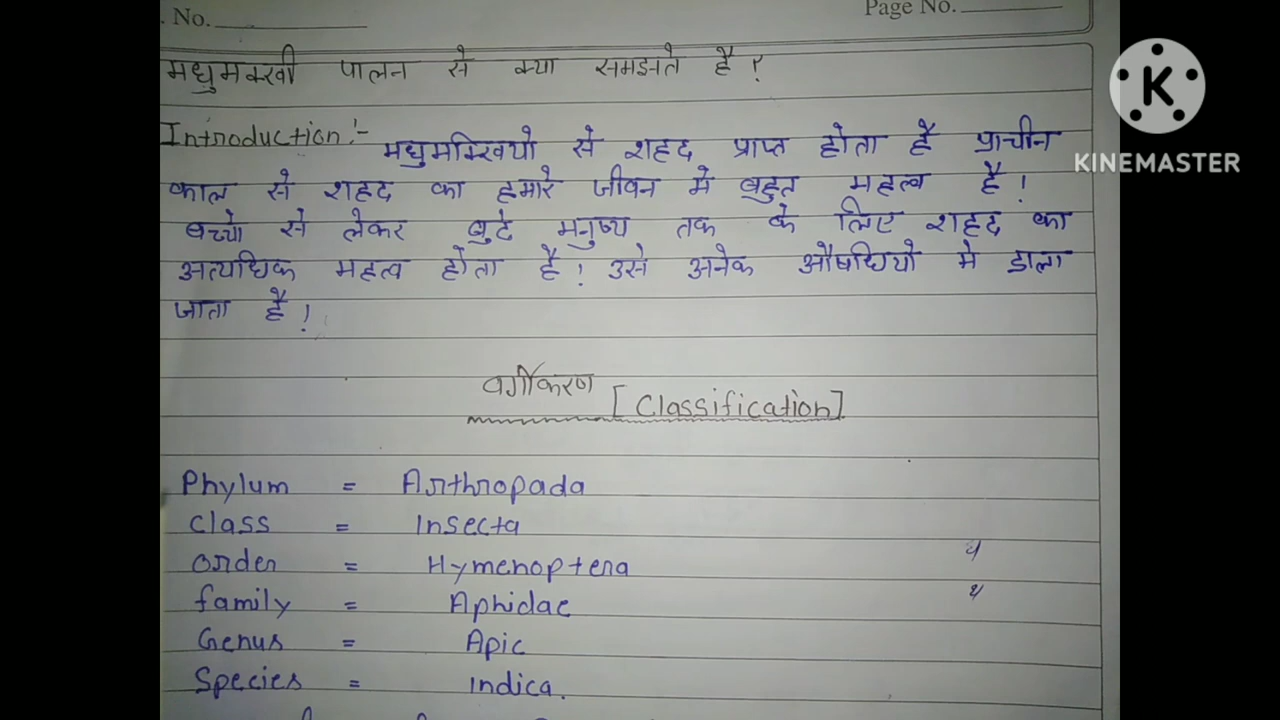 . No.
Page No.
मधुमक्खी पालन से क्या समझते है?
Introduction:-
मधुमक्खियो से शहद प्राप्त होता है प्राचीन
काल से शहद का हमारे जीवन मे बहुत महत्व है!
बच्चो से लेकर बुटे मनुष्य तक के लिए शहद का
अत्यधिक महत्व होता है! उसे अनेक औषधियो मे डाला
जाता है!
वर्गीकरण [Classification]
Phylum = Arthropada
Class = Insecta
Order = Hymenoptera
family = Aphidae
Genus = Apic
Species = Indica.
K
KINEMASTER